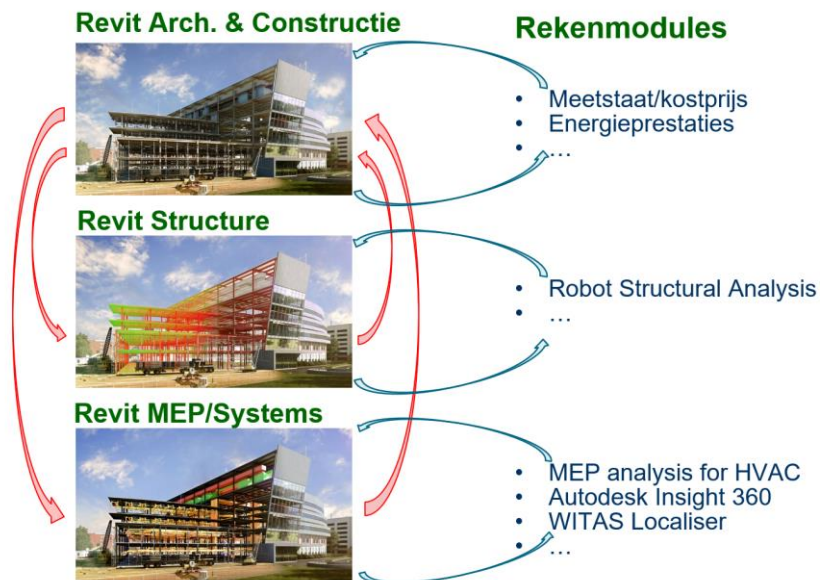 Revit Arch. & Constructie
Rekenmodules
• Meetstaat/kostprijs
• Energieprestaties
• …
Revit Structure
• Robot Structural Analysis
• …
Revit MEP/Systems
• MEP analysis for HVAC
• Autodesk Insight 360
• WITAS Localiser
• …